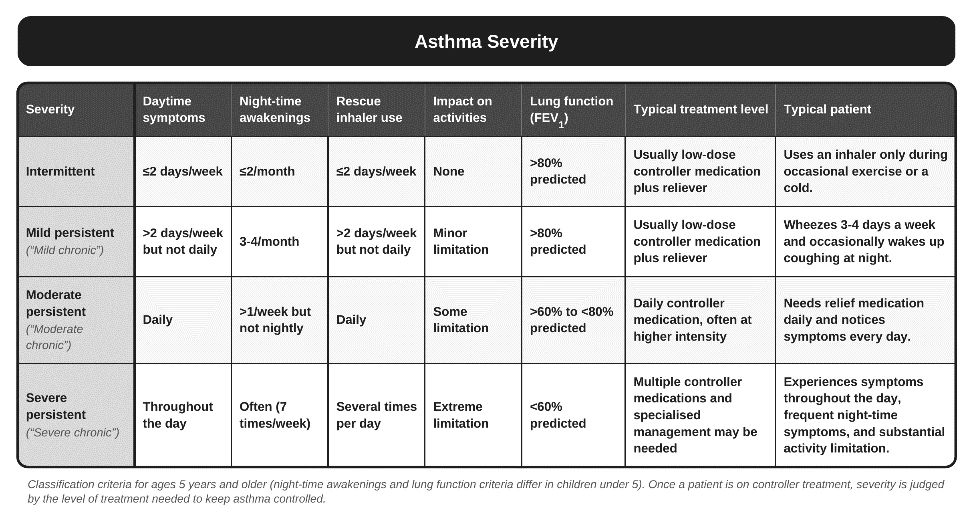 Asthma Severity
Severity
Daytime
symptoms
Night-time
awakenings
Rescue
inhaler use
Impact on
activities
Lung function
(FEV1)
Typical treatment level
Typical patient
Intermittent
≤2 days/week
≤2/month
≤2 days/week
None
>80%
predicted
Usually low-dose
controller medication
plus reliever
Uses an inhaler only during
occasional exercise or a
cold.
Mild persistent
(“Mild chronic”)
>2 days/week
but not daily
3-4/month
>2 days/week
but not daily
Minor
limitation
>80%
predicted
Usually low-dose
controller medication
plus reliever
Wheezes 3-4 days a week
and occasionally wakes up
coughing at night.
Moderate
persistent
(“Moderate
chronic”)
Daily
>1/week but
not nightly
Daily
Some
limitation
>60% to <80%
predicted
Daily controller
medication, often at
higher intensity
Needs relief medication
daily and notices
symptoms every day.
Severe
persistent
(“Severe chronic”)
Throughout
the day
Often (7
times/week)
Several times
per day
Extreme
limitation
<60%
predicted
Multiple controller
medications and
specialised
management may be
needed
Experiences symptoms
throughout the day,
frequent night-time
symptoms, and substantial
activity limitation.
Classification criteria for ages 5 years and older (night-time awakenings and lung function criteria differ in children under 5). Once a patient is on controller treatment, severity is judged
by the level of treatment needed to keep asthma controlled.